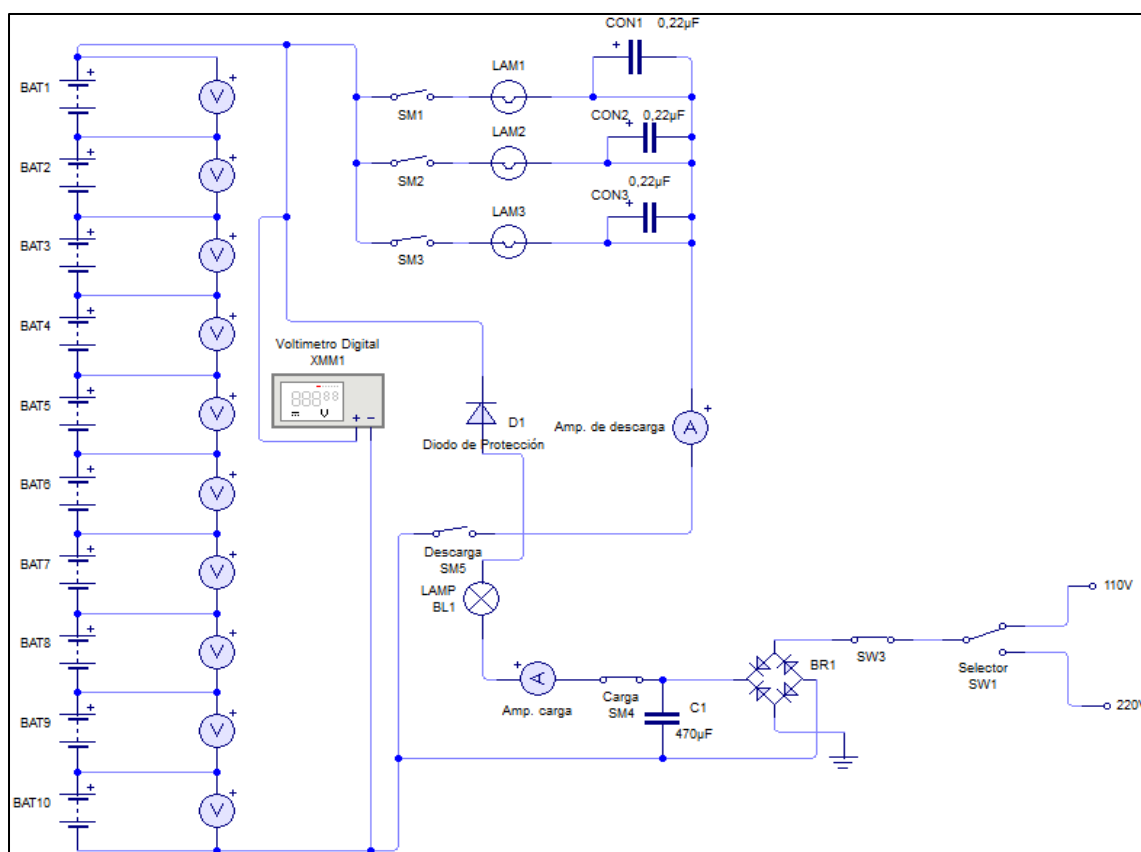 CON1 0,22µF
BAT1
V
LAM1
SM1
CON2 0,22µF
BAT2
V
LAM2
SM2
0,22µF
CON3
BAT3
V
LAM3
SM3
BAT4
V
Voltimetro Digital
XMM1
88888
V
BAT5
V
D1
Diodo de Protección
Amp. de descarga
A
BAT6
V
BAT7
V
Descarga
SM5
LAMP
BL1
110V
BAT8
V
BR1
SW3
Selector
SW1
A
Amp. carga
Carga
SM4
C1
470µF
220V
BAT9
V
BAT10
V